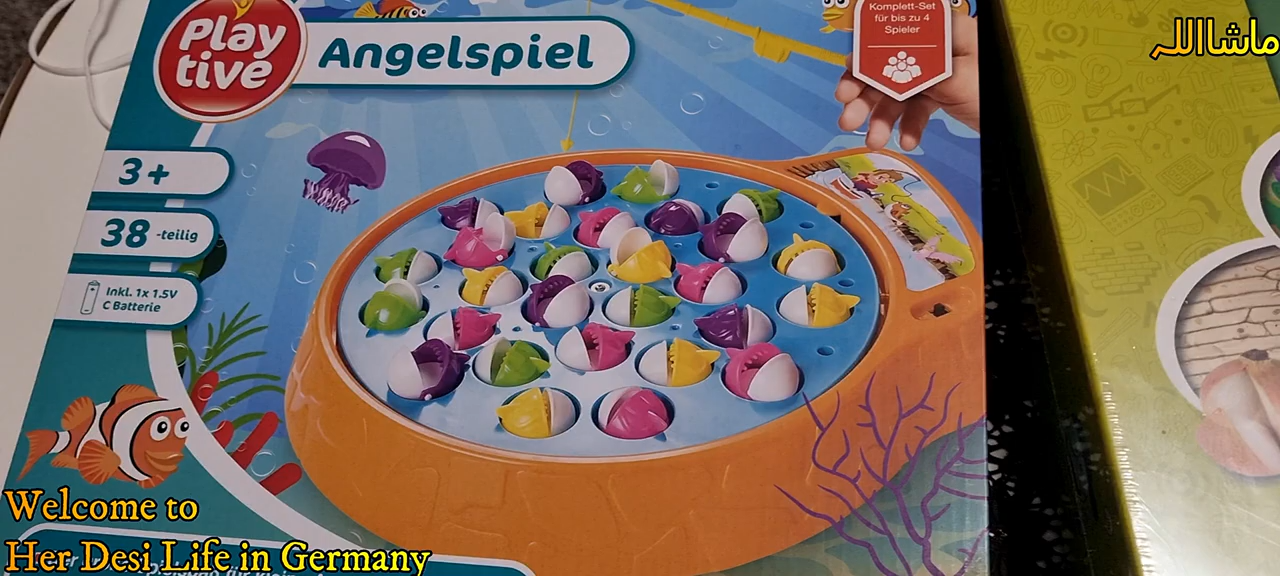 Play
tive
Angelspiel
Komplett-Set
für bis zu 4
Spieler
ماشااللہ
3+
38 -teilig
Inkl. 1x 1.5V
C Batterie
Welcome to
Her Desi Life in Germany